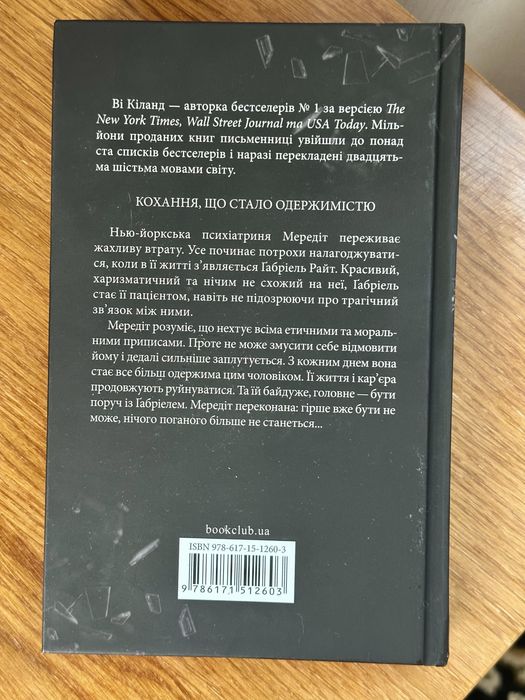 Ві Кіланд — авторка бестселерів № 1 за версією The
New York Times, Wall Street Journal та USA Today. Міль-
йони проданих книг письменниці увійшли до понад
ста списків бестселерів і наразі перекладені двадцять-
ма шістьма мовами світу.
КОХАННЯ, ЩО СТАЛО ОДЕРЖИМІСТЮ
Нью-йоркська психіатриня Мередіт переживає
жахливу втрату. Усе починає потрохи налагоджувати-
ся, коли в її житті з’являється Ґабріель Райт. Красивий,
харизматичний та нічим не схожий на неї, Ґабріель
стає її пацієнтом, навіть не підозрюючи про трагічний
зв’язок між ними.
Мередіт розуміє, що нехтує всіма етичними та мораль-
ними приписами. Проте не може змусити себе відмовити
йому і дедалі сильніше заплутується. З кожним днем вона
стає все більш одержима цим чоловіком. Її життя і кар’єра
продовжують руйнуватися. Та їй байдуже, головне — бути
поруч із Ґабріелем. Мередіт переконана: гірше вже бути не
може, нічого поганого більше не станеться...
bookclub.ua
ISBN 978-617-15-1260-3
9 786171 512603